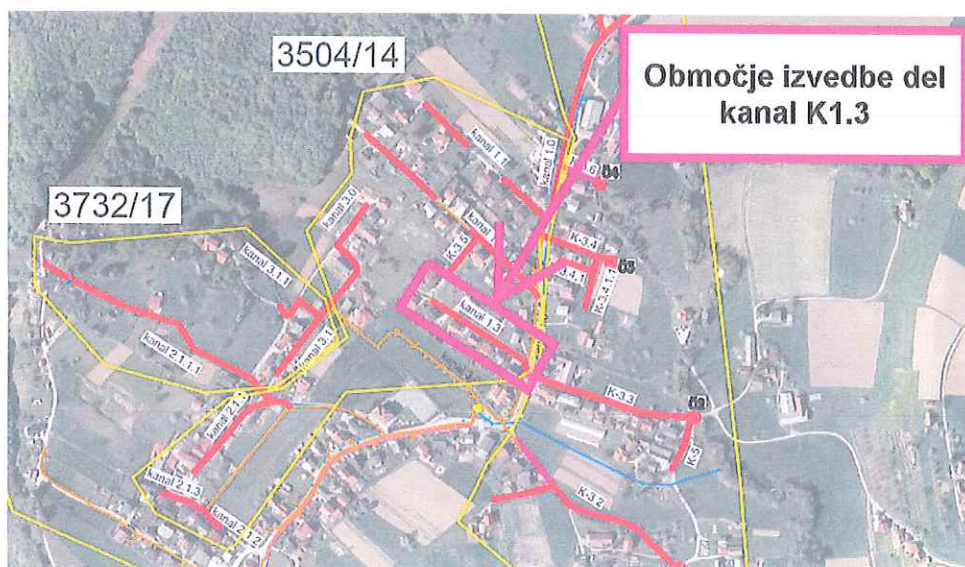 3504/14
Območje izvedbe del
kanal K1.3
3732/17
kanal 1.1
kanal 1.0
č4
kanal 3.0
kanal
K-3.5
K-3.4
č3
3.4.1
K-3.4.1.1
kanal 3.1.1
kanal 1.3
kanal 3.1
kanal 2.1.1.1
K-3.3
K-5
kanal 2.1.3
kanal 2.1.2
K-3.2